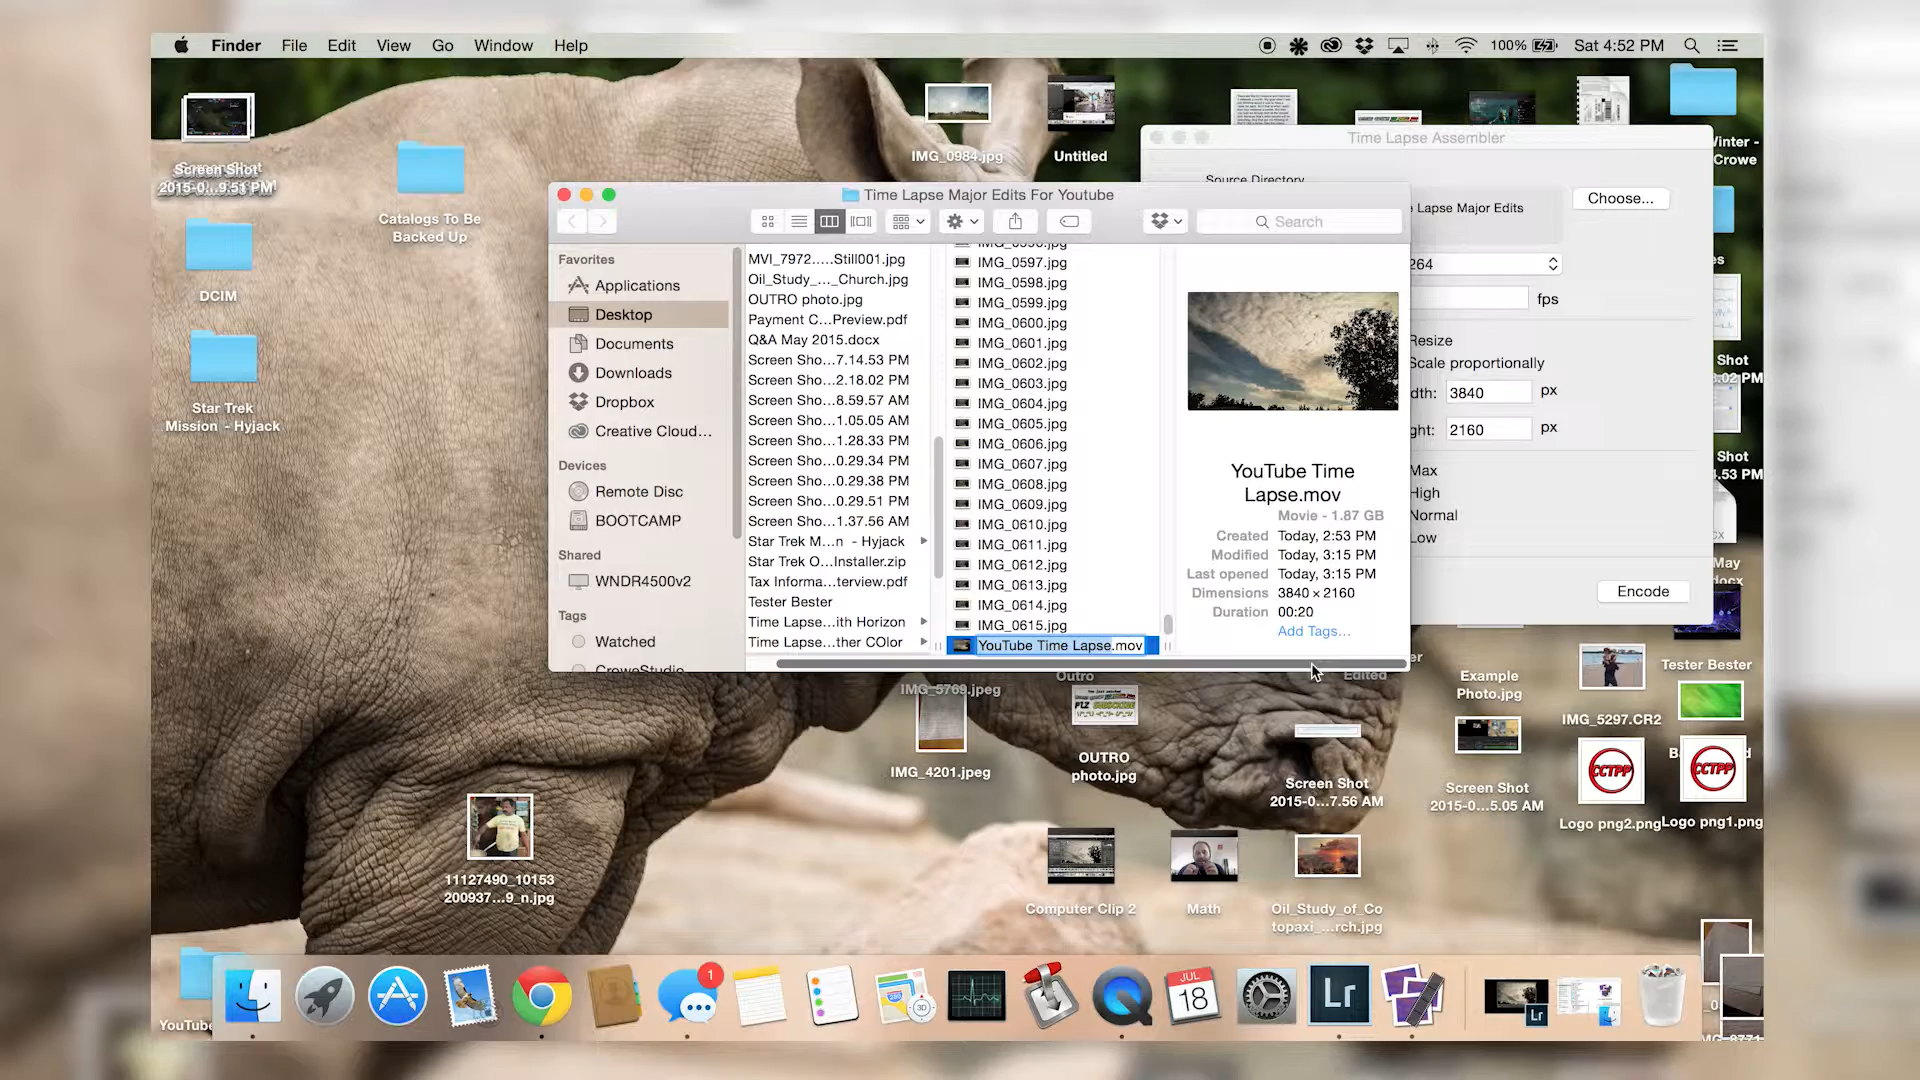 Finder File Edit View Go Window Help
100% Sat 4:52 PM
Screen Shot
2015-0...9.51 PM
Catalogs To Be
Backed Up
DCIM
Star Trek
Mission - Hyjack
IMG_0984.jpg
Untitled
Time Lapse Assembler
Source Directory
Lapse Major Edits
Choose...
264
fps
Resize
Scale proportionally
3840 px
2160 px
Max
High
Normal
Low
Encode
Time Lapse Major Edits For Youtube
Search
Favorites
Applications
Desktop
Documents
Downloads
Dropbox
Creative Cloud...
Devices
Remote Disc
BOOTCAMP
Shared
WNDR4500v2
Tags
Watched
CroweStudio
MVI_7972.....Still001.jpg
Oil_Study_..._Church.jpg
OUTRO photo.jpg
Payment C...Preview.pdf
Q&A May 2015.docx
Screen Sho...7.14.53 PM
Screen Sho...2.18.02 PM
Screen Sho...8.59.57 AM
Screen Sho...1.05.05 AM
Screen Sho...1.28.33 PM
Screen Sho...0.29.34 PM
Screen Sho...0.29.38 PM
Screen Sho...0.29.51 PM
Screen Sho...1.37.56 AM
Star Trek M...n - Hyjack
Star Trek O...Installer.zip
Tax Informa...terview.pdf
Tester Bester
Time Lapse...ith Horizon
Time Lapse...ther COlor
IMG_0596.jpg
IMG_0597.jpg
IMG_0598.jpg
IMG_0599.jpg
IMG_0600.jpg
IMG_0601.jpg
IMG_0602.jpg
IMG_0603.jpg
IMG_0604.jpg
IMG_0605.jpg
IMG_0606.jpg
IMG_0607.jpg
IMG_0608.jpg
IMG_0609.jpg
IMG_0610.jpg
IMG_0611.jpg
IMG_0612.jpg
IMG_0613.jpg
IMG_0614.jpg
IMG_0615.jpg
YouTube Time Lapse.mov
YouTube Time
Lapse.mov
Movie - 1.87 GB
Created Today, 2:53 PM
Modified Today, 3:15 PM
Last opened Today, 3:15 PM
Dimensions 3840 × 2160
Duration 00:20
Add Tags...
Crowe
Shot
Shot
May
IMG_5769.jpeg
Outro
Edited
IMG_4201.jpeg
PLZ SUBSCRIBE
OUTRO
photo.jpg
Screen Shot
2015-0...7.56 AM
Example
Photo.jpg
Screen Shot
2015-0...5.05 AM
IMG_5297.CR2
Tester Bester
CCTPP
CCTPP
Logo png2.png
Logo png1.png
11127490_10153
200937...9_n.jpg
Computer Clip 2
Math
Oil_Study_of_Co
topaxi_...rch.jpg
YouTube
1
280
3D
JUL
18
Lr
Lr